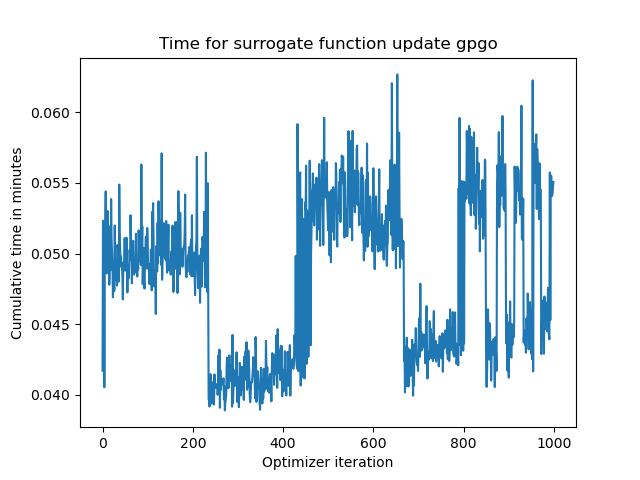 Time for surrogate function update gpgo
Cumulative time in minutes
0.060
0.055
0.050
0.045
0.040
0 200 400 600 800 1000
Optimizer iteration